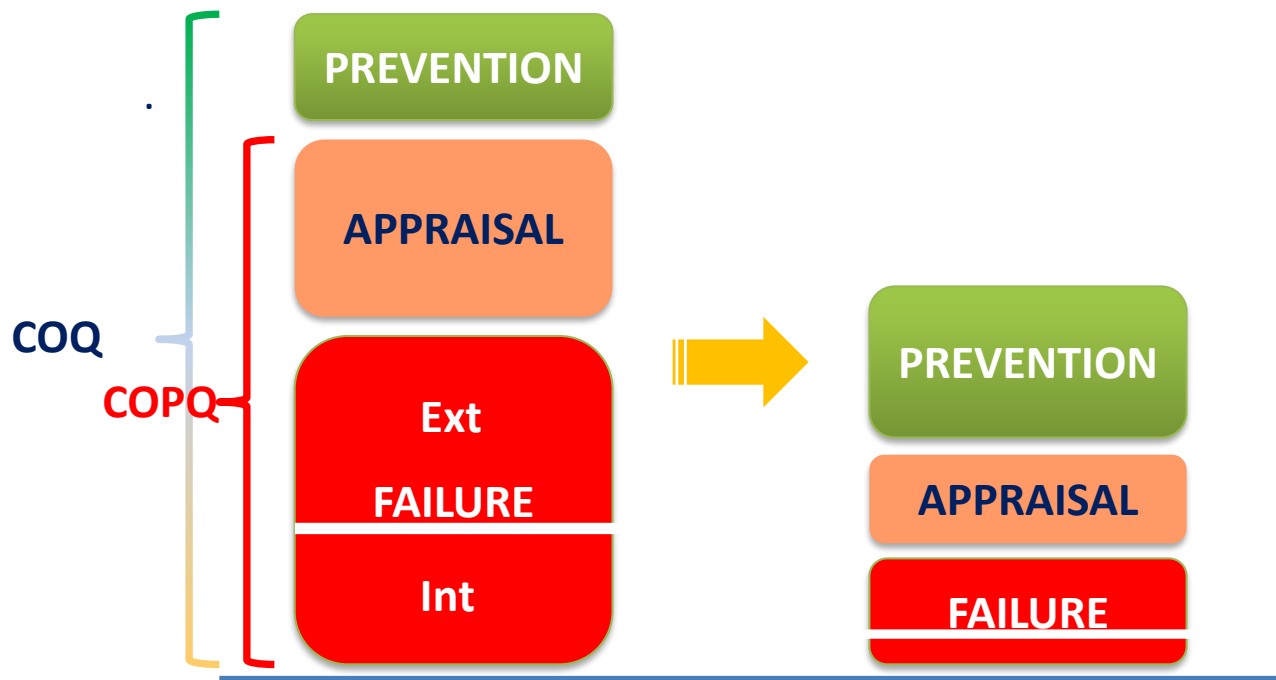 PREVENTION
.
APPRAISAL
COQ
COPQ
Ext
FAILURE
Int
PREVENTION
APPRAISAL
FAILURE